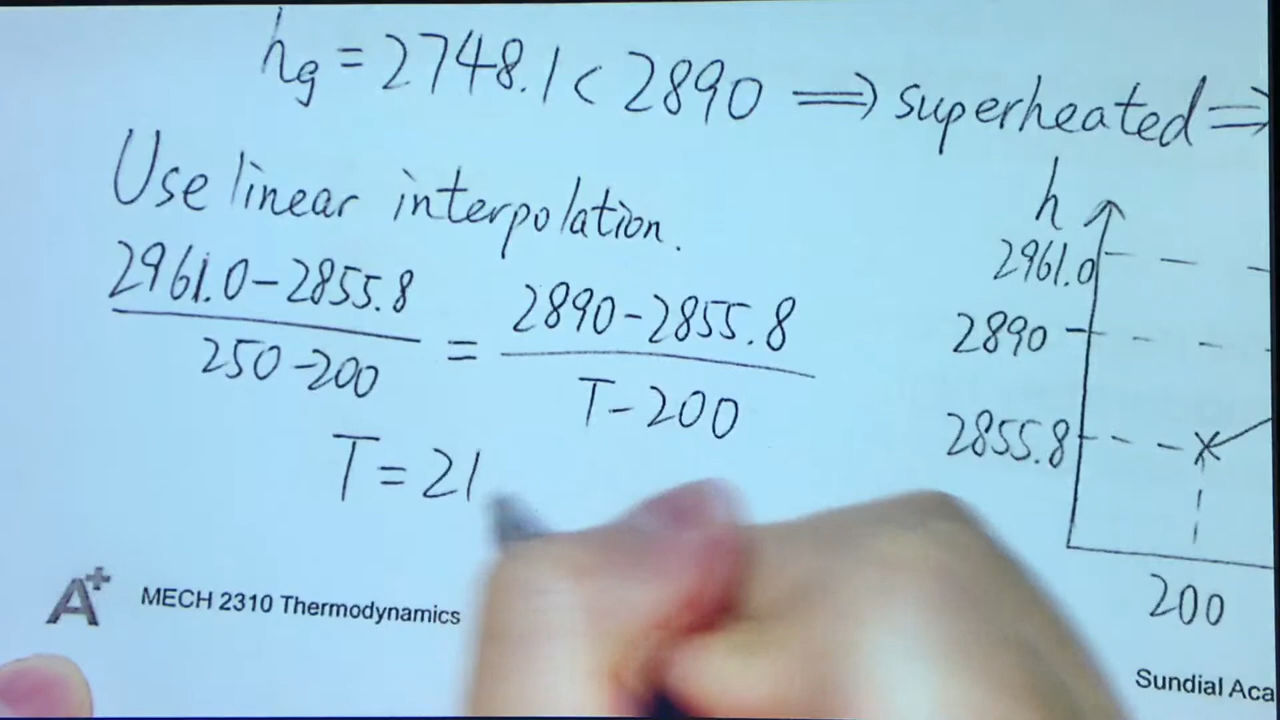 hg = 2748.1 < 2890 ⟹ superheated ⟹
Use linear interpolation.
2961.0 - 2855.8
250 - 200
=
2890 - 2855.8
T - 200
T = 21
h
2961.0
2890
2855.8
200
A+ MECH 2310 Thermodynamics
Sundial Aca